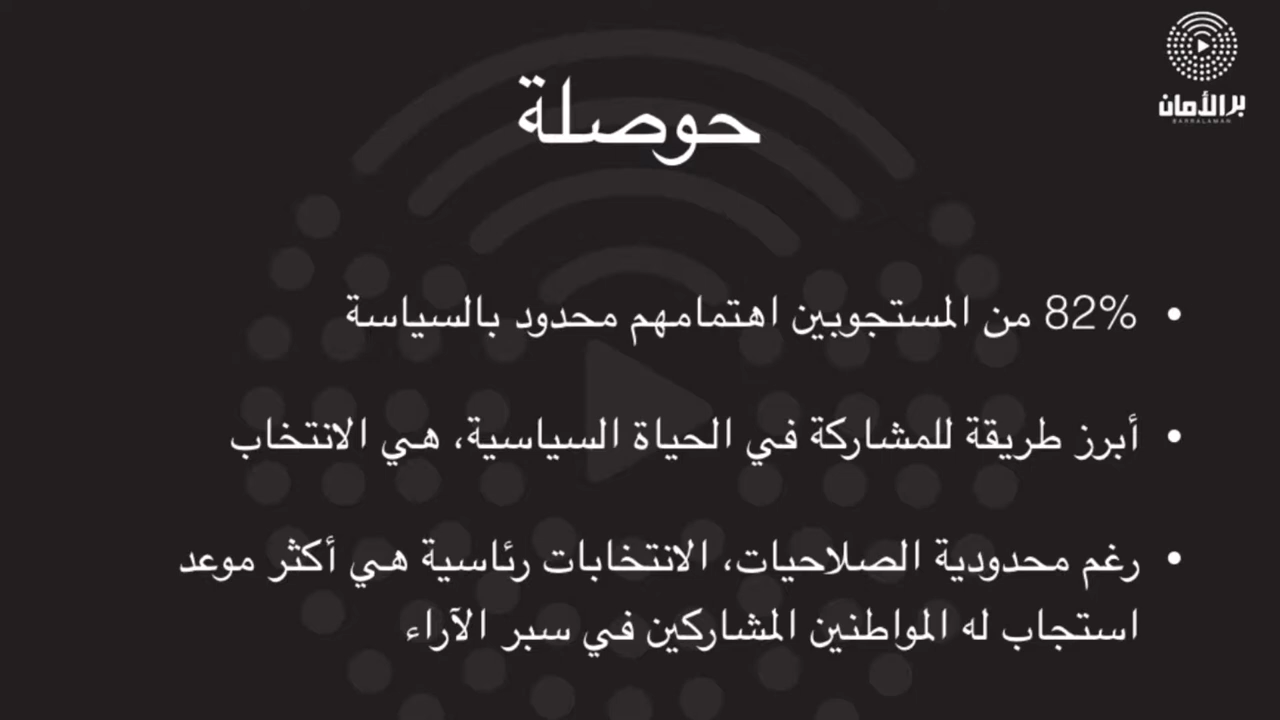 بر الأمان
BARRALAMAN
حوصلة
• 82% من المستجوبين اهتمامهم محدود بالسياسة
• أبرز طريقة للمشاركة في الحياة السياسية، هي الانتخاب
• رغم محدودية الصلاحيات، الانتخابات رئاسية هي أكثر موعد
استجاب له المواطنين المشاركين في سبر الآراء